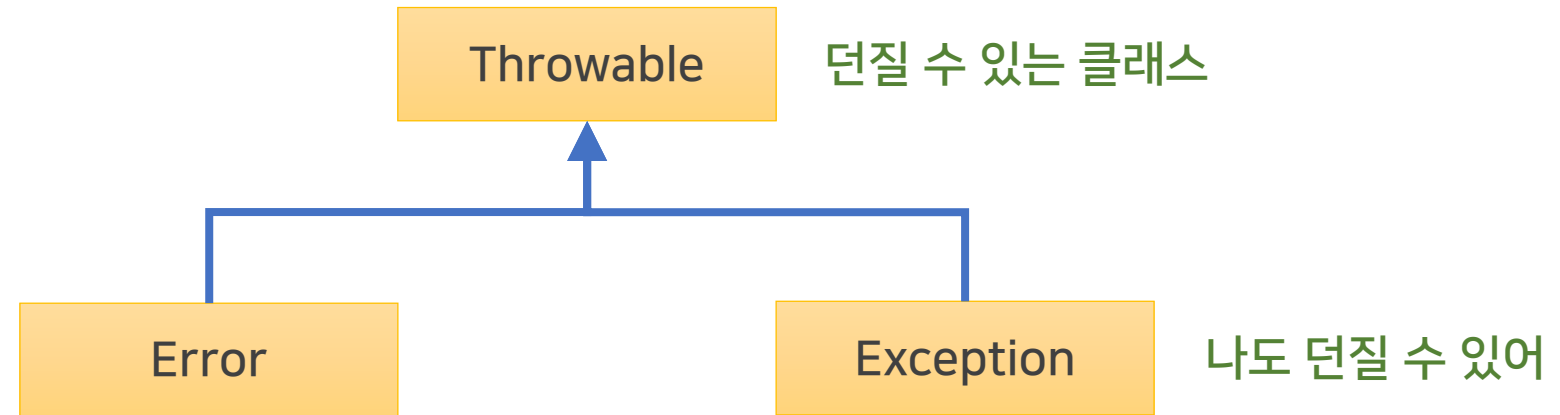 Throwable
던질 수 있는 클래스
Error
Exception
나도 던질 수 있어